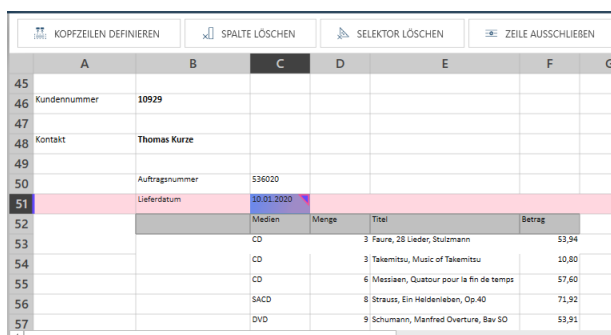 KOPFZEILEN DEFINIEREN SPALTE LÖSCHEN SELEKTOR LÖSCHEN ZEILE AUSSCHLIEẞEN
A B C D E F G
45
46 Kundennummer 10929
47
48 Kontakt Thomas Kurze
49
50 Auftragsnummer 536020
51 Lieferdatum 10.01.2020
52 Medien Menge Titel Betrag
53 CD 3 Faure, 28 Lieder, Stulzmann 53,94
54 CD 3 Takemitsu, Music of Takemitsu 10,80
55 CD 6 Messiaen, Quatour pour la fin de temps 57,60
56 SACD 8 Strauss, Ein Heldenleben, Op.40 71,92
57 DVD 9 Schumann, Manfred Overture, Bav SO 53,91